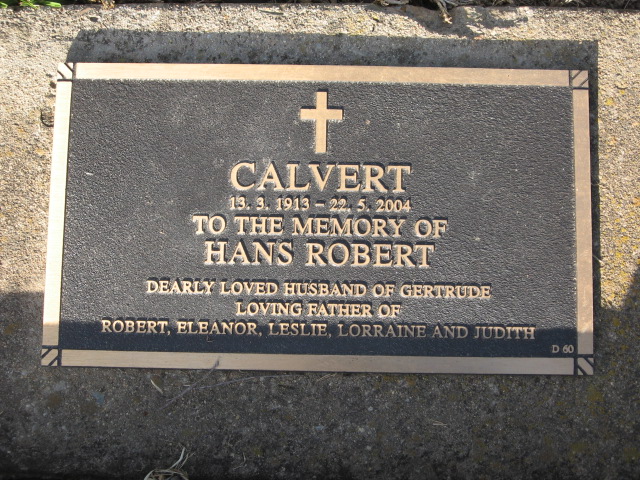 CALVERT
13. 3. 1913 - 22. 5. 2004
TO THE MEMORY OF
HANS ROBERT
DEARLY LOVED HUSBAND OF GERTRUDE
LOVING FATHER OF
ROBERT, ELEANOR, LESLIE, LORRAINE AND JUDITH
D 60